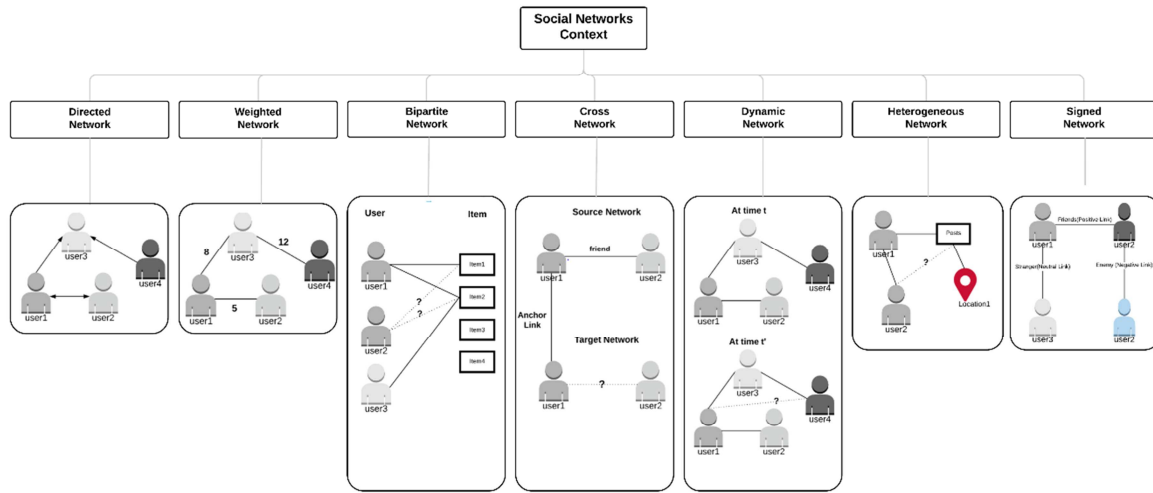 Social Networks
Context
Directed
Network
Weighted
Network
Bipartite
Network
Cross
Network
Dynamic
Network
Heterogeneous
Network
Signed
Network
user3
user4
user1
user2
8
12
user3
user4
5
user1
user2
User
Item
Item1
user1
Item2
?
?
user2
Item3
Item4
user3
Source Network
friend
user1
user2
Anchor
Link
Target Network
?
user1
user2
At time t
user3
user4
user1
user2
At time t'
user3
?
user4
user1
user2
Posts
user1
?
Location1
user2
Friends(Positive Link)
user1
user2
Stranger(Neutral Link)
Enemy (Negative Link)
user3
user2